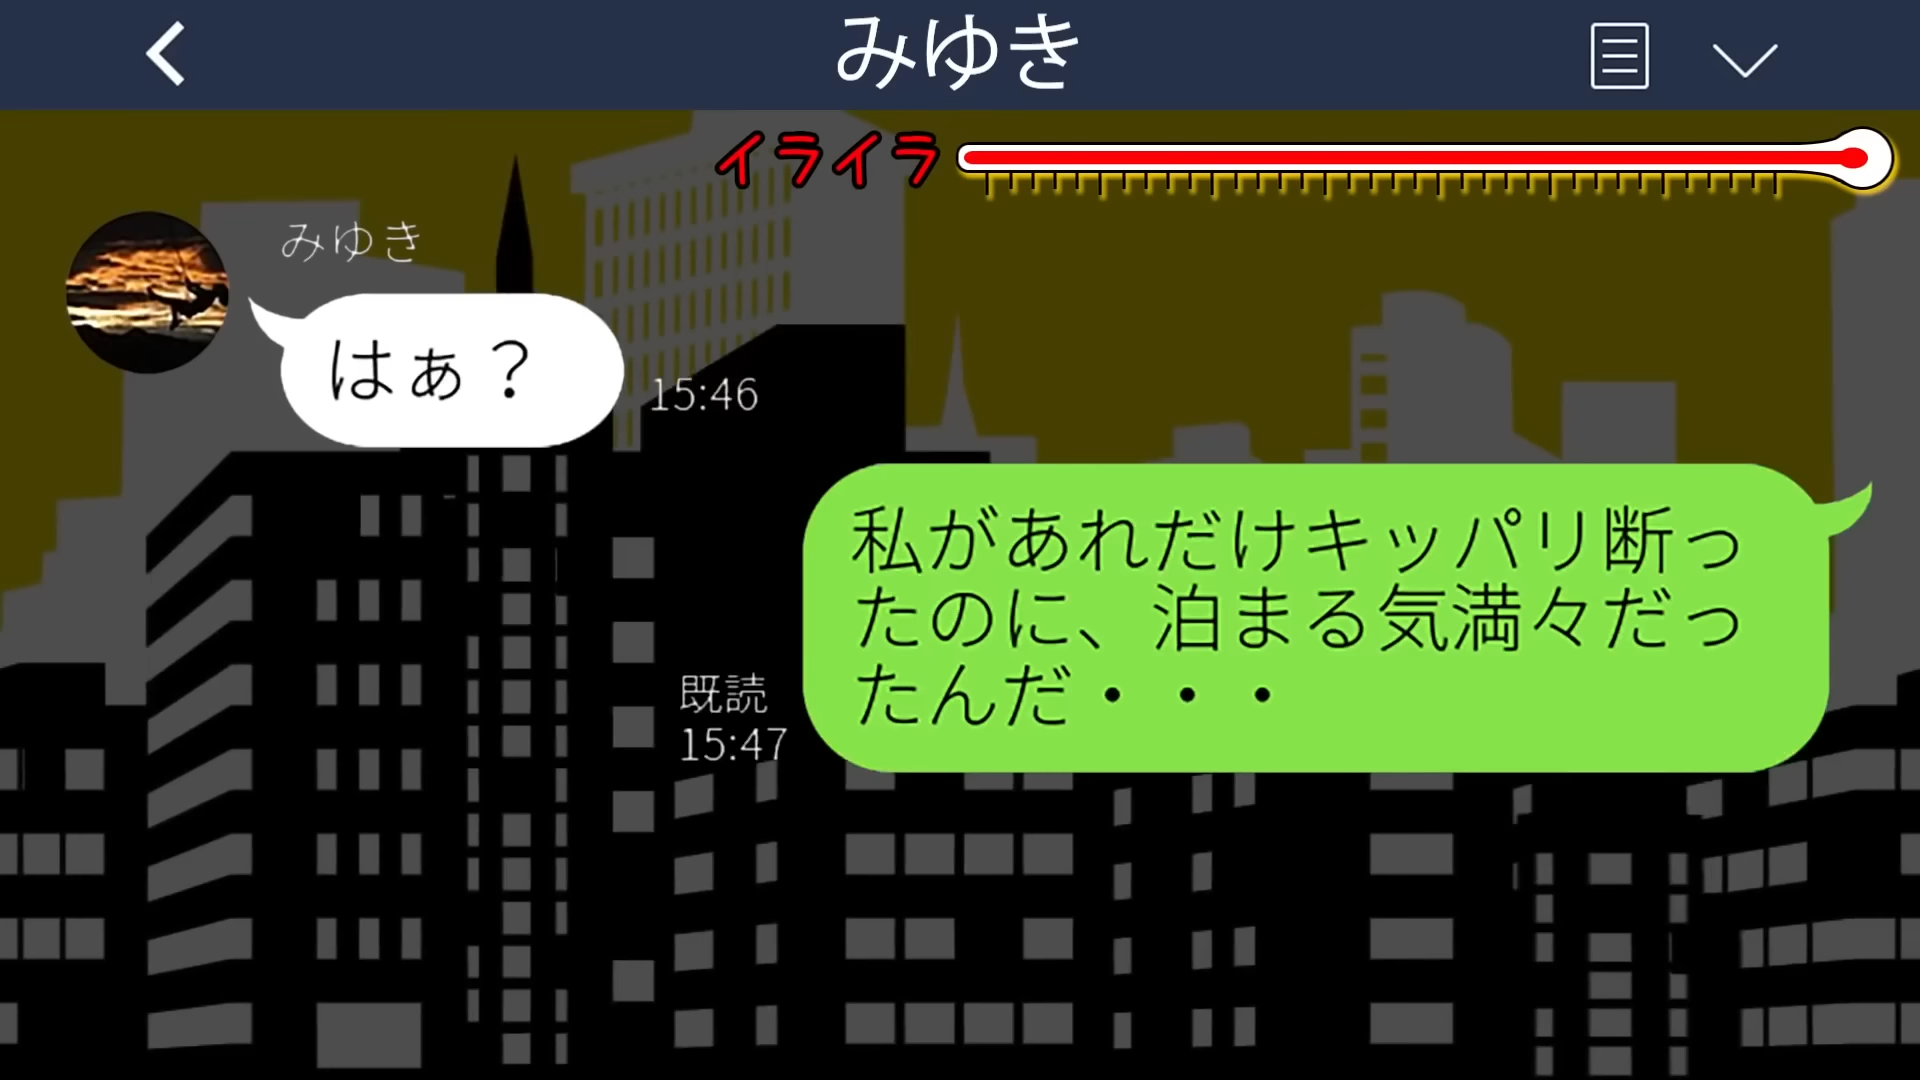 みゆき
イライラ
みゆき
はぁ？
15:46
私があれだけキッパリ断っ
たのに、泊まる気満々だっ
たんだ・・・
既読
15:47